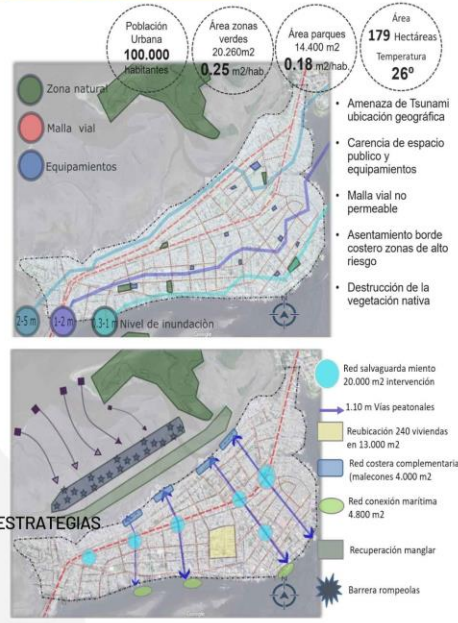 Población
Urbana
100.000
habitantes
Área zonas
verdes
20.260m2
0.25 m2/hab.
Área parques
14.400 m2
0.18 m2/hab.
Área
179 Hectáreas
Temperatura
26º
Zona natural
Malla vial
Equipamientos
• Amenaza de Tsunami
ubicación geográfica
• Carencia de espacio
publico y
equipamientos
• Malla vial no
permeable
• Asentamiento borde
costero zonas de alto
riesgo
• Destrucción de la
vegetación nativa
2-5 m
1-2 m
0.3-1 m
Nivel de inundaciòn
ESTRATEGIAS
Red salvaguarda miento
20.000 m2 intervención
1.10 m Vías peatonales
Reubicación 240 viviendas
en 13.000 m2
Red costera complementaria
(malecones 4.000 m2
Red conexión marítima
4.800 m2
Recuperación manglar
Barrera rompeolas